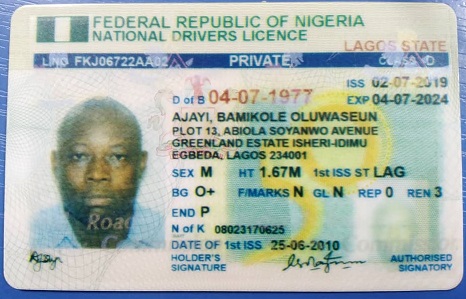 FEDERAL REPUBLIC OF NIGERIA
NATIONAL DRIVERS LICENCE
LAGOS STATE
L/NO FKJ06722AA02 PRIVATE CLASS D
ISS 02-07-2019
D of B 04-07-1977 EXP 04-07-2024
AJAYI, BAMIKOLE OLUWASEUN
PLOT 13, ABIOLA SOYANWO AVENUE
GREENLAND ESTATE ISHERI-IDIMU
EGBEDA, LAGOS 234001
SEX M HT 1.67M 1st ISS ST LAG
BG O+ F/MARKS N GL N REP 0 REN 3
END P
N of K 08023170625
DATE OF 1st ISS 25-06-2010
HOLDER'S SIGNATURE
AUTHORISED SIGNATORY